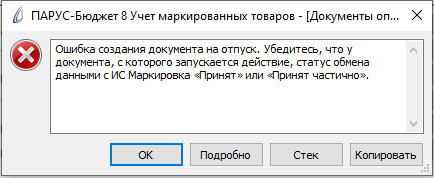 ПАРУС-Бюджет 8 Учет маркированных товаров - [Документы оп...
Ошибка создания документа на отпуск. Убедитесь, что у
документа, с которого запускается действие, статус обмена
данными с ИС Маркировка «Принят» или «Принят частично».
ОК
Подробно
Стек
Копировать